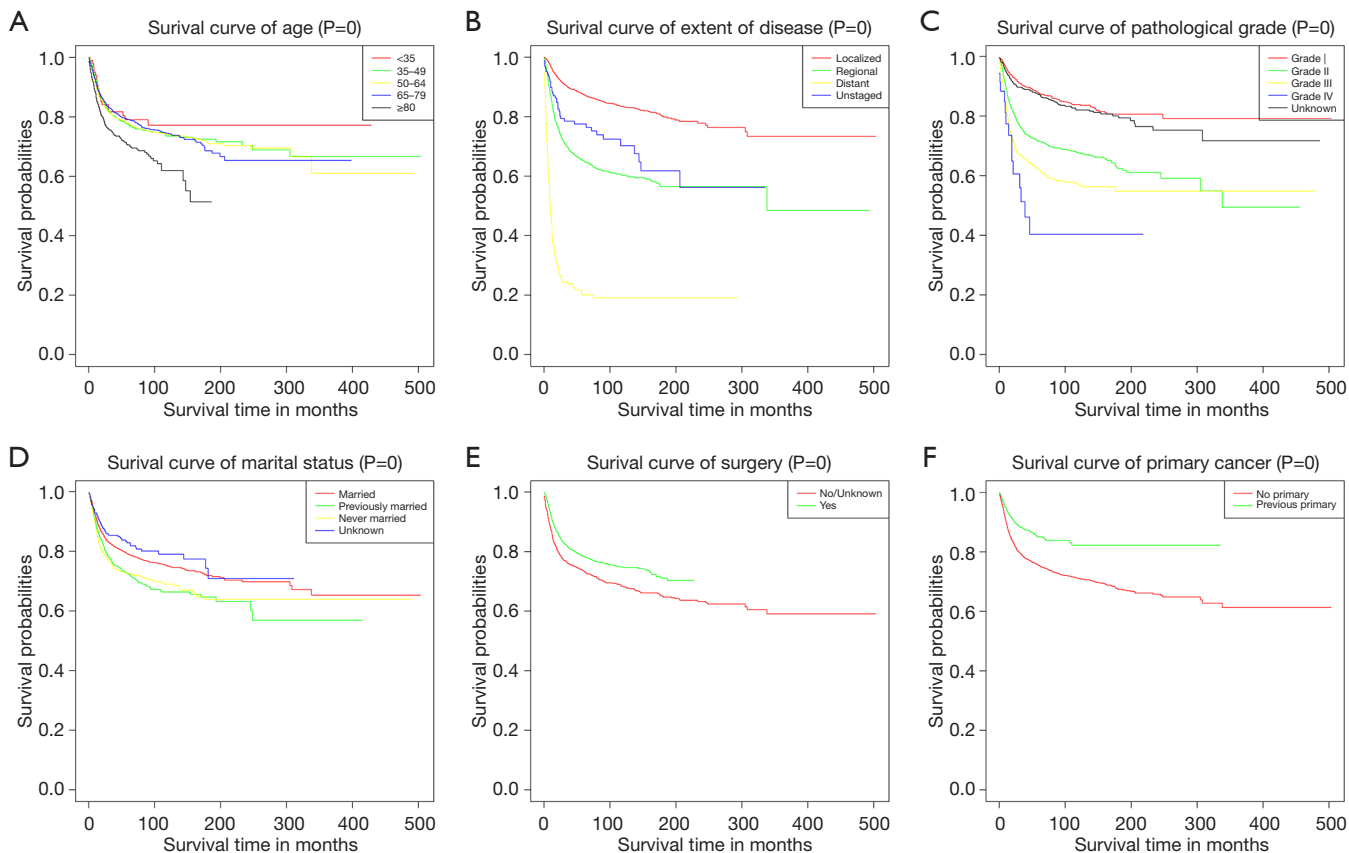 A
Surival curve of age (P=0)
<35
35–49
50–64
65–79
≥80
Survival probabilities
1.0
0.8
0.6
0.4
0.2
0.0
0 100 200 300 400 500
Survival time in months
B
Surival curve of extent of disease (P=0)
Localized
Regional
Distant
Unstaged
Survival probabilities
1.0
0.8
0.6
0.4
0.2
0.0
0 100 200 300 400 500
Survival time in months
C
Surival curve of pathological grade (P=0)
Grade I
Grade II
Grade III
Grade IV
Unknown
Survival probabilities
1.0
0.8
0.6
0.4
0.2
0.0
0 100 200 300 400 500
Survival time in months
D
Surival curve of marital status (P=0)
Married
Previously married
Never married
Unknown
Survival probabilities
1.0
0.8
0.6
0.4
0.2
0.0
0 100 200 300 400 500
Survival time in months
E
Surival curve of surgery (P=0)
No/Unknown
Yes
Survival probabilities
1.0
0.8
0.6
0.4
0.2
0.0
0 100 200 300 400 500
Survival time in months
F
Surival curve of primary cancer (P=0)
No primary
Previous primary
Survival probabilities
1.0
0.8
0.6
0.4
0.2
0.0
0 100 200 300 400 500
Survival time in months